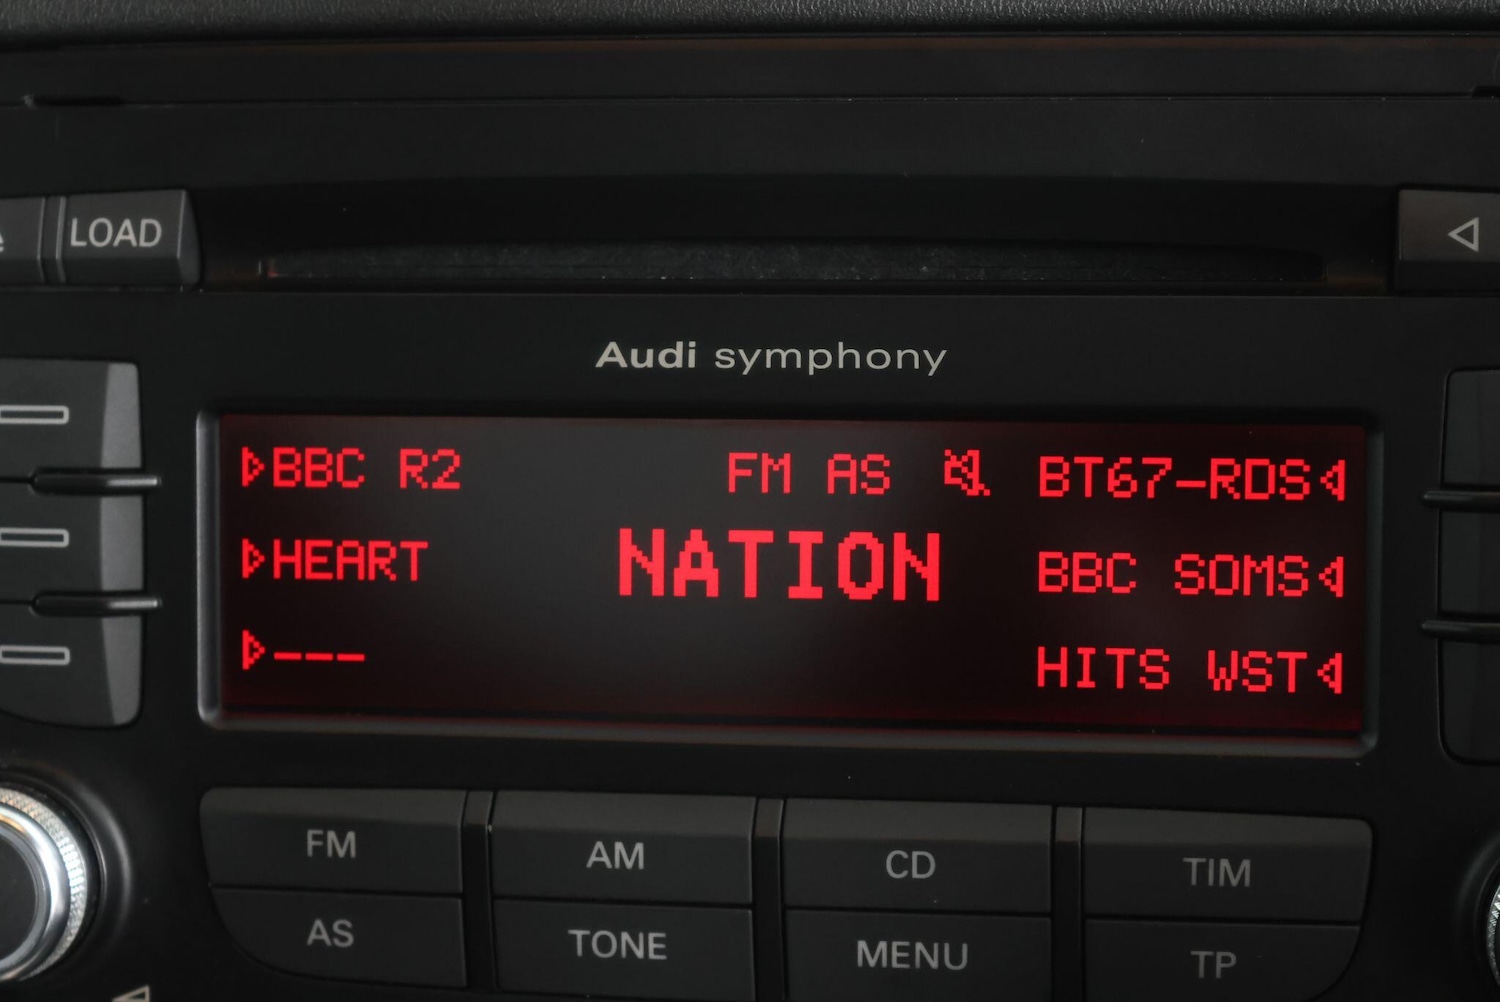 LOAD
Audi symphony
BBC R2 FM AS BT67-RDS
HEART NATION BBC SOMS
--- HITS WST
FM AM CD TIM
AS TONE MENU TP